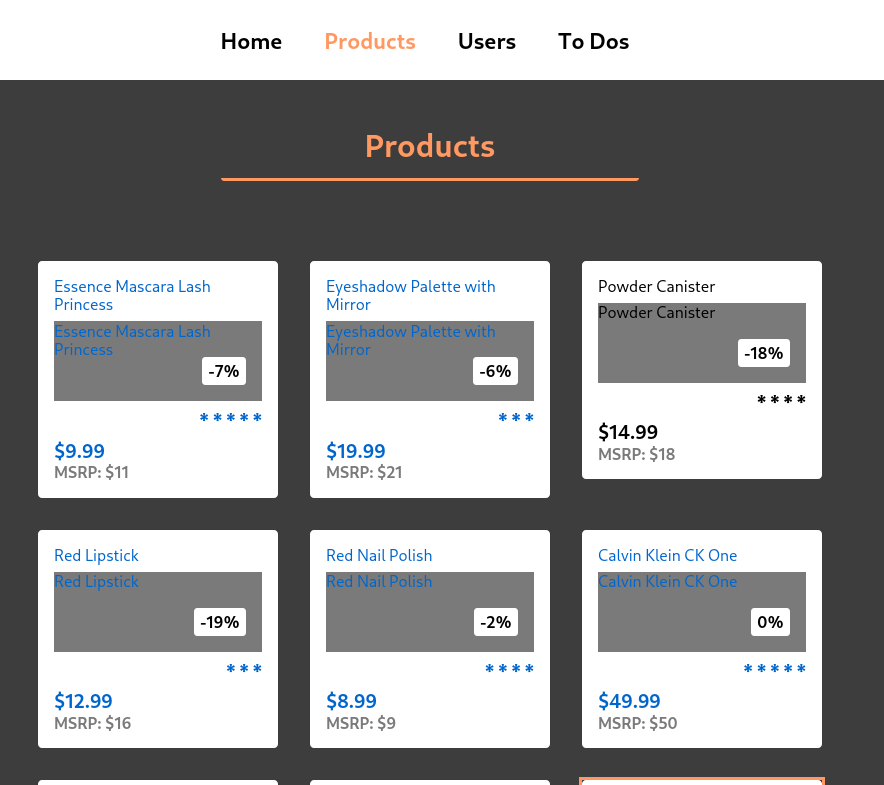 Home Products Users To Dos
Products
Essence Mascara Lash
Princess
Essence Mascara Lash
Princess
-7%
*****
$9.99
MSRP: $11
Eyeshadow Palette with
Mirror
Eyeshadow Palette with
Mirror
-6%
***
$19.99
MSRP: $21
Powder Canister
Powder Canister
-18%
****
$14.99
MSRP: $18
Red Lipstick
Red Lipstick
-19%
***
$12.99
MSRP: $16
Red Nail Polish
Red Nail Polish
-2%
****
$8.99
MSRP: $9
Calvin Klein CK One
Calvin Klein CK One
0%
*****
$49.99
MSRP: $50